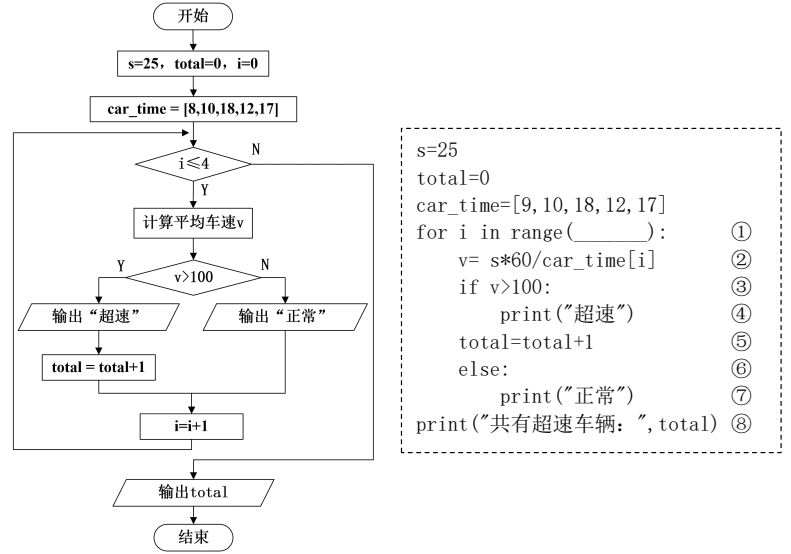 开始
s=25，total=0，i=0
car_time = [8,10,18,12,17]
i≤4
N
Y
计算平均车速v
v>100
Y
N
输出“超速”
输出“正常”
total = total+1
i=i+1
输出total
结束
s=25
total=0
car_time=[9,10,18,12,17]
for i in range(______): ①
v= s*60/car_time[i] ②
if v>100: ③
print("超速") ④
total=total+1 ⑤
else: ⑥
print("正常") ⑦
print("共有超速车辆：",total) ⑧